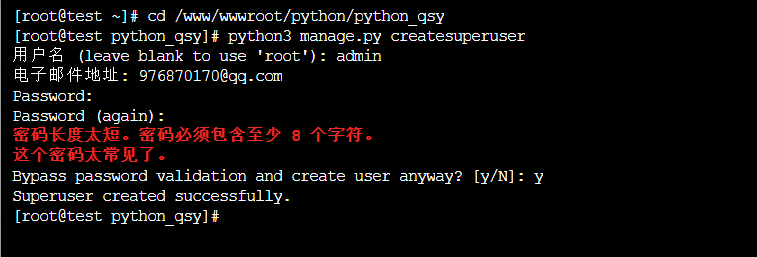 [root@test ~]# cd /www/wwwroot/python/python_qsy
[root@test python_qsy]# python3 manage.py createsuperuser
用户名 (leave blank to use 'root'): admin
电子邮件地址: 976870170@qq.com
Password:
Password (again):
密码长度太短。密码必须包含至少 8 个字符。
这个密码太常见了。
Bypass password validation and create user anyway? [y/N]: y
Superuser created successfully.
[root@test python_qsy]#